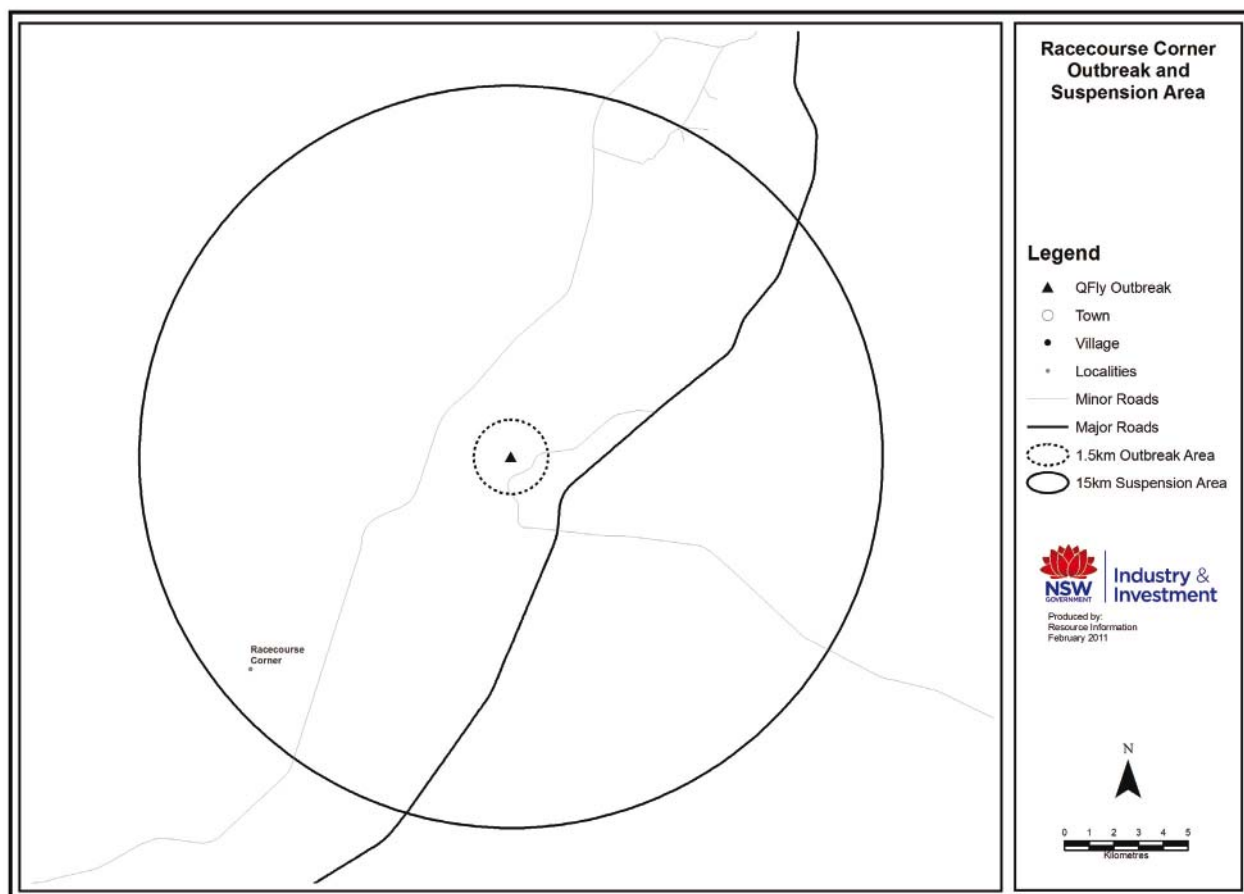 Racecourse Corner
Outbreak and
Suspension Area
Racecourse
Corner
Legend
QFly Outbreak
Town
Village
Localities
Minor Roads
Major Roads
1.5km Outbreak Area
15km Suspension Area
NSW
GOVERNMENT
Industry &
Investment
Produced by:
Resource Information
February 2011
N
0 1 2 3 4 5
Kilometres